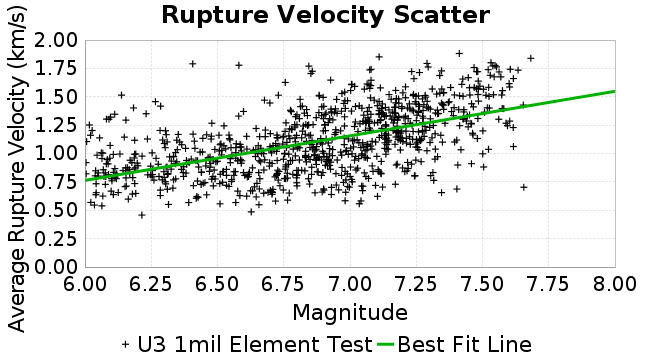 Rupture Velocity Scatter
Average Rupture Velocity (km/s)
2.00
1.75
1.50
1.25
1.00
0.75
0.50
0.25
0.00
6.00 6.25 6.50 6.75 7.00 7.25 7.50 7.75 8.00
Magnitude
U3 1mil Element Test Best Fit Line